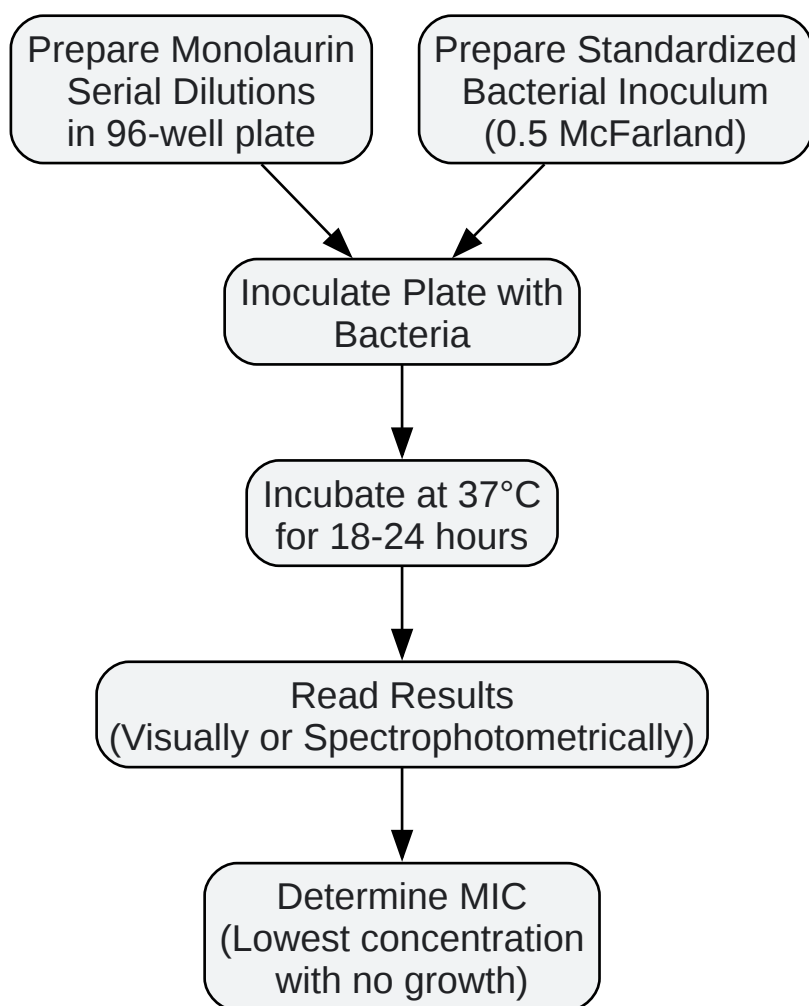 Prepare Monolaurin
Serial Dilutions
in 96-well plate
Prepare Standardized
Bacterial Inoculum
(0.5 McFarland)
Inoculate Plate with
Bacteria
Incubate at 37°C
for 18-24 hours
Read Results
(Visually or Spectrophotometrically)
Determine MIC
(Lowest concentration
with no growth)